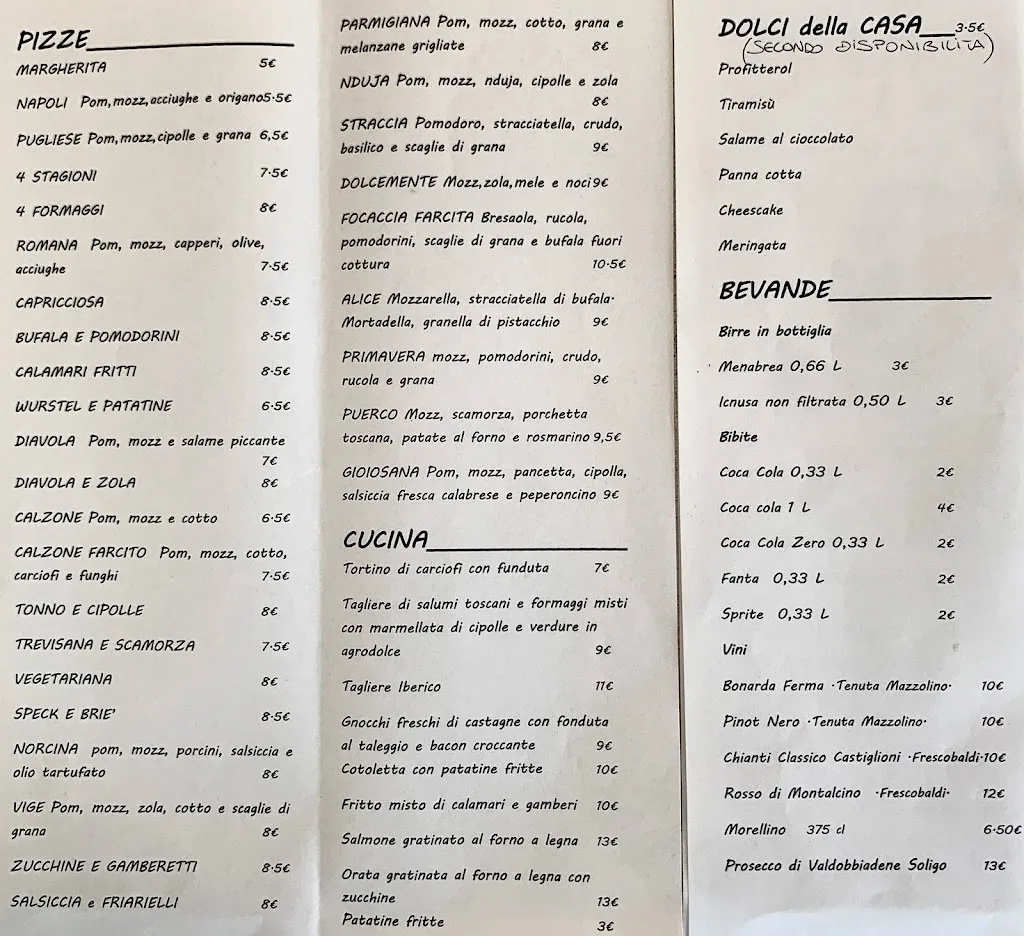 PIZZE
MARGHERITA 5€
NAPOLI Pom,mozz,acciughe e origano5.5€
PUGLIESE Pom,mozz,cipolle e grana 6,5€
4 STAGIONI 7.5€
4 FORMAGGI 8€
ROMANA Pom, mozz, capperi, olive,
acciughe 7.5€
CAPRICCIOSA 8.5€
BUFALA E POMODORINI 8.5€
CALAMARI FRITTI 8.5€
WURSTEL E PATATINE 6.5€
DIAVOLA Pom, mozz e salame piccante
7€
DIAVOLA E ZOLA 8€
CALZONE Pom, mozz e cotto 6.5€
CALZONE FARCITO Pom, mozz, cotto,
carciofi e funghi 7.5€
TONNO E CIPOLLE 8€
TREVISANA E SCAMORZA 7.5€
VEGETARIANA 8€
SPECK E BRIE' 8.5€
NORCINA pom, mozz, porcini, salsiccia e
olio tartufato 8€
VIGE Pom, mozz, zola, cotto e scaglie di
grana 8€
ZUCCHINE E GAMBERETTI 8.5€
SALSICCIA e FRIARIELLI 8€
PARMIGIANA Pom, mozz, cotto, grana e
melanzane grigliate 8€
NDUJA Pom, mozz, nduja, cipolle e zola
8€
STRACCIA Pomodoro, stracciatella, crudo,
basilico e scaglie di grana 9€
DOLCEMENTE Mozz,zola,mele e noci9€
FOCACCIA FARCITA Bresaola, rucola,
pomodorini, scaglie di grana e bufala fuori
cottura 10.5€
ALICE Mozzarella, stracciatella di bufala.
Mortadella, granella di pistacchio 9€
PRIMAVERA mozz, pomodorini, crudo,
rucola e grana 9€
PUERCO Mozz, scamorza, porchetta
toscana, patate al forno e rosmarino 9,5€
GIOIOSANA Pom, mozz, pancetta, cipolla,
salsiccia fresca calabrese e peperoncino 9€
CUCINA
Tortino di carciofi con funduta 7€
Tagliere di salumi toscani e formaggi misti
con marmellata di cipolle e verdure in
agrodolce 9€
Tagliere Iberico 11€
Gnocchi freschi di castagne con fonduta
al taleggio e bacon croccante 9€
Cotoletta con patatine fritte 10€
Fritto misto di calamari e gamberi 10€
Salmone gratinato al forno a legna 13€
Orata gratinata al forno a legna con
zucchine 13€
Patatine fritte 3€
DOLCI della CASA 3.5€
(SECONDO DISPONIBILITA)
Profitterol
Tiramisù
Salame al cioccolato
Panna cotta
Cheescake
Meringata
BEVANDE
Birre in bottiglia
Menabrea 0,66 L 3€
Icnusa non filtrata 0,50 L 3€
Bibite
Coca Cola 0,33 L 2€
Coca cola 1 L 4€
Coca Cola Zero 0,33 L 2€
Fanta 0,33 L 2€
Sprite 0,33 L 2€
Vini
Bonarda Ferma ·Tenuta Mazzolino· 10€
Pinot Nero ·Tenuta Mazzolino· 10€
Chianti Classico Castiglioni ·Frescobaldi·10€
Rosso di Montalcino ·Frescobaldi· 12€
Morellino 375 cl 6.50€
Prosecco di Valdobbiadene Soligo 13€